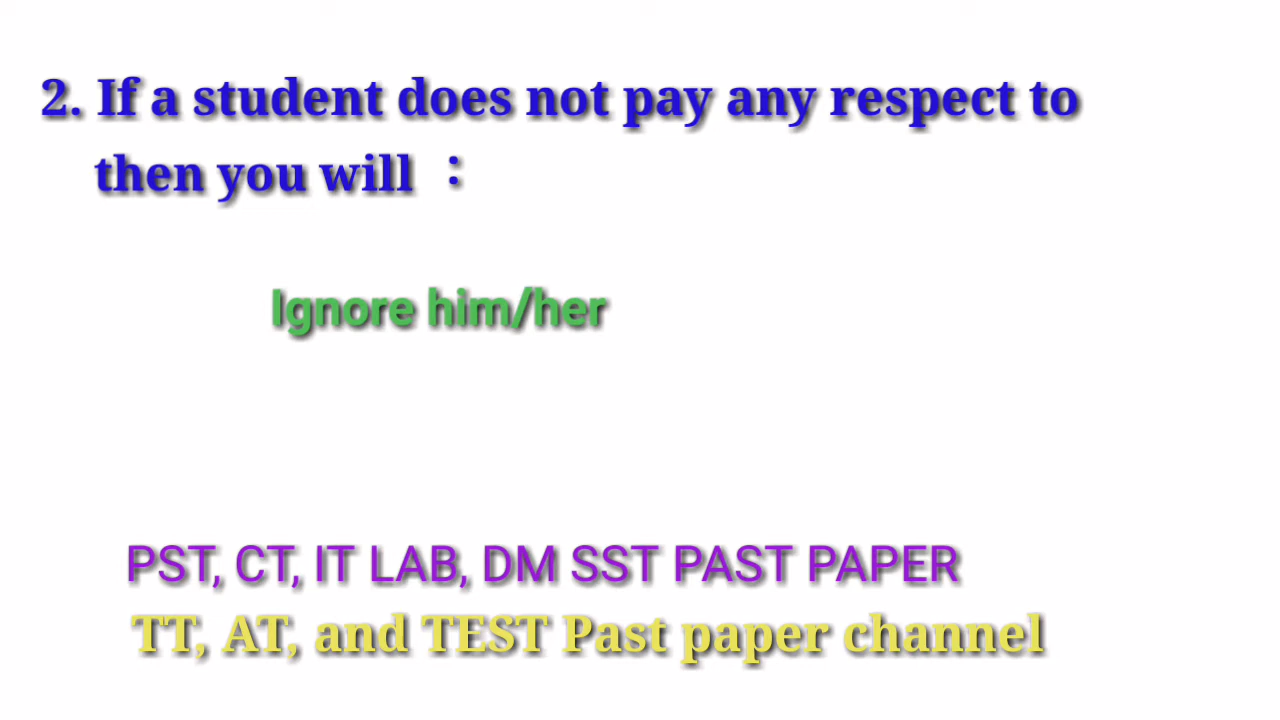 2. If a student does not pay any respect to
then you will :
Ignore him/her
PST, CT, IT LAB, DM SST PAST PAPER
TT, AT, and TEST Past paper channel